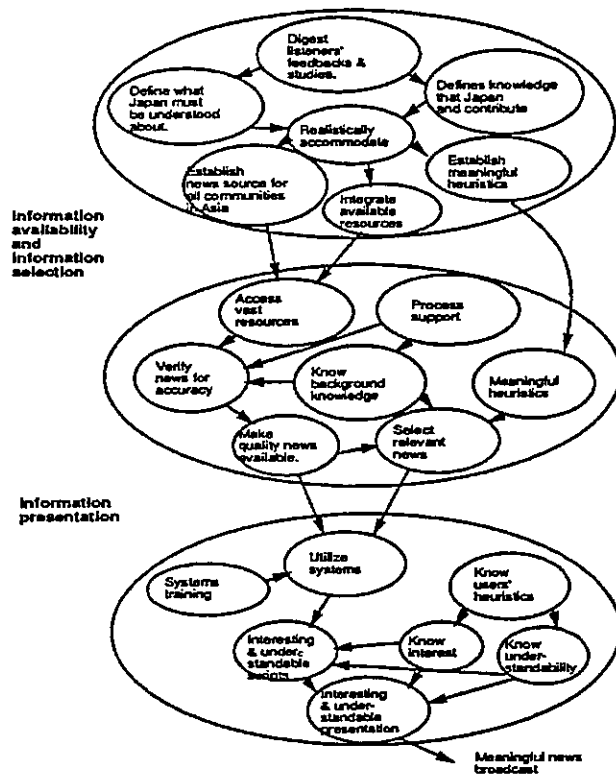 Digest
listeners'
feedbacks &
studies.
Define what
Japan must
be understood
about.
Defines knowledge
that Japan
and contribute
Realistically
accommodate
Establish
news source for
all communities
in Asia
Integrate
available
resources
Establish
meaningful
heuristics
Information
availability
and
information
selection
Access
vast
resources
Process
support
Verify
news for
accuracy
Know
background
knowledge
Meaningful
heuristics
Make
quality news
available.
Select
relevant
news
Information
presentation
Utilize
systems
Systems
training
Know
users'
heuristics
Interesting
& under-
standable
scripts
Know
interest
Know
under-
standability
Interesting
& under-
standable
presentation
Meaningful news
broadcast